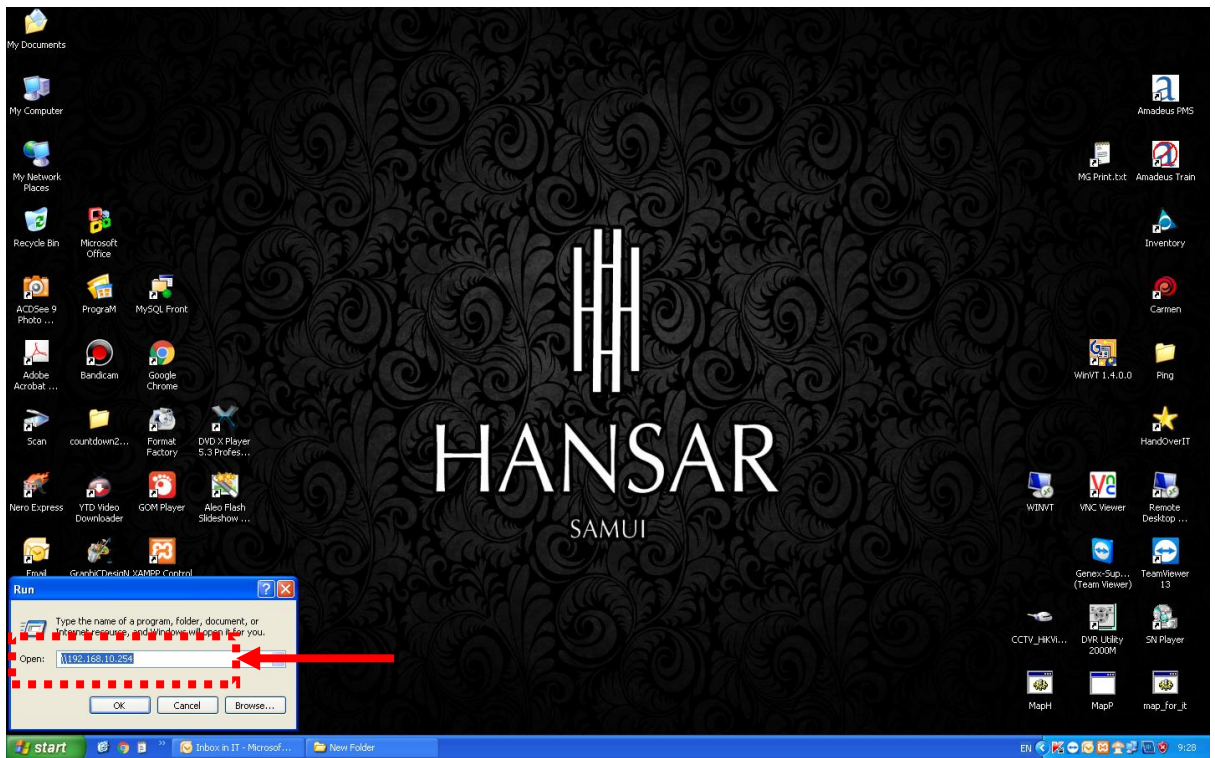 My Documents
My Computer
My Network
Places
Recycle Bin
Microsoft
Office
ACDSee 9
Photo ...
PrograM
MySQL Front
Adobe
Acrobat ...
Bandicam
Google
Chrome
Scan
countdown2...
Format
Factory
DVD X Player
5.3 Profes...
Nero Express
YTD Video
Downloader
GOM Player
Aleo Flash
Slideshow ...
Email
GraphiCDesigN
XAMPP Control
HANSAR
SAMUI
Amadeus PMS
MG Print.txt
Amadeus Train
Inventory
Carmen
WinVT 1.4.0.0
Ping
HandOverIT
WINVT
VNC Viewer
Remote
Desktop ...
Genex-Sup...
(Team Viewer)
TeamViewer
13
CCTV_HiKVi...
DVR Utility
2000M
SN Player
MapH
MapP
map_for_it
Run
Type the name of a program, folder, document, or
Internet resource, and Windows will open it for you.
Open:
\\192.168.10.254
OK
Cancel
Browse...
start
Inbox in IT - Microsof...
New Folder
EN
9:28